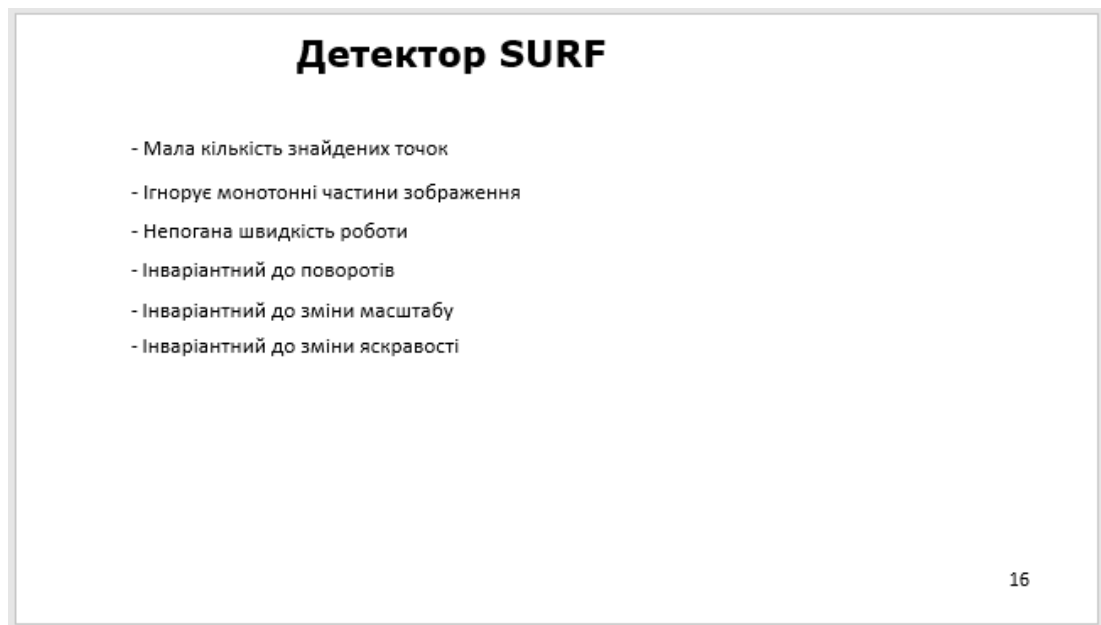 Детектор SURF
- Мала кількість знайдених точок
- Ігнорує монотонні частини зображення
- Непогана швидкість роботи
- Інваріантний до поворотів
- Інваріантний до зміни масштабу
- Інваріантний до зміни яскравості
16